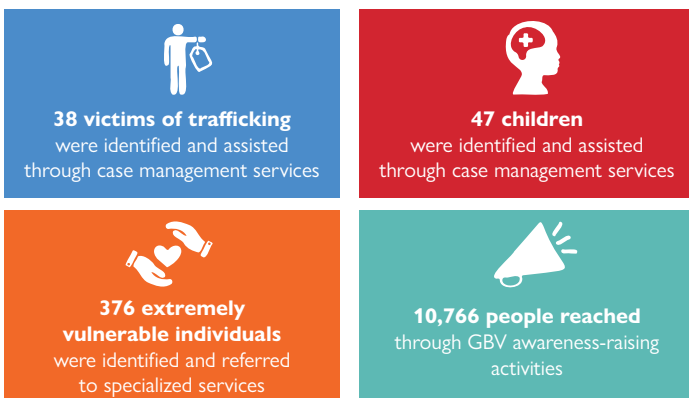 38 victims of trafficking
were identified and assisted
through case management services
47 children
were identified and assisted
through case management services
376 extremely
vulnerable individuals
were identified and referred
to specialized services
10,766 people reached
through GBV awareness-raising
activities